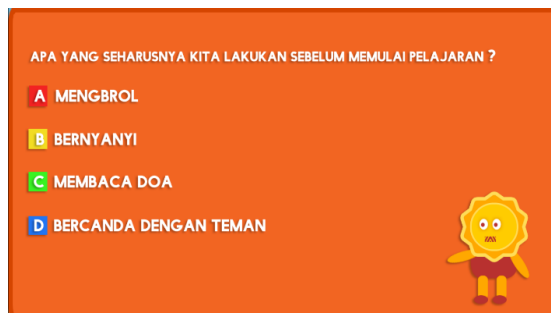 APA YANG SEHARUSNYA KITA LAKUKAN SEBELUM MEMULAI PELAJARAN ?
A MENGBROL
B BERNYANYI
C MEMBACA DOA
D BERCANDA DENGAN TEMAN